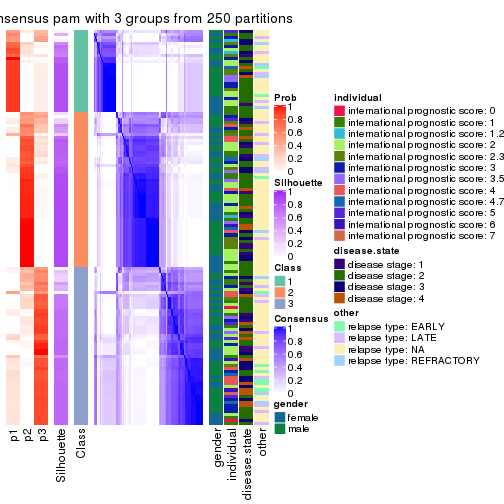 nsensus pam with 3 groups from 250 partitions
p1
p2
p3
Silhouette
Class
gender
individual
disease.state
other
Prob
1
0.8
0.6
0.4
0.2
0
Silhouette
1
0.8
0.6
0.4
0.2
0
Class
1
2
3
Consensus
1
0.8
0.6
0.4
0.2
0
gender
female
male
individual
international prognostic score: 0
international prognostic score: 1
international prognostic score: 1.2
international prognostic score: 2
international prognostic score: 2.3
international prognostic score: 3
international prognostic score: 3.5
international prognostic score: 4
international prognostic score: 4.7
international prognostic score: 5
international prognostic score: 6
international prognostic score: 7
disease.state
disease stage: 1
disease stage: 2
disease stage: 3
disease stage: 4
other
relapse type: EARLY
relapse type: LATE
relapse type: NA
relapse type: REFRACTORY